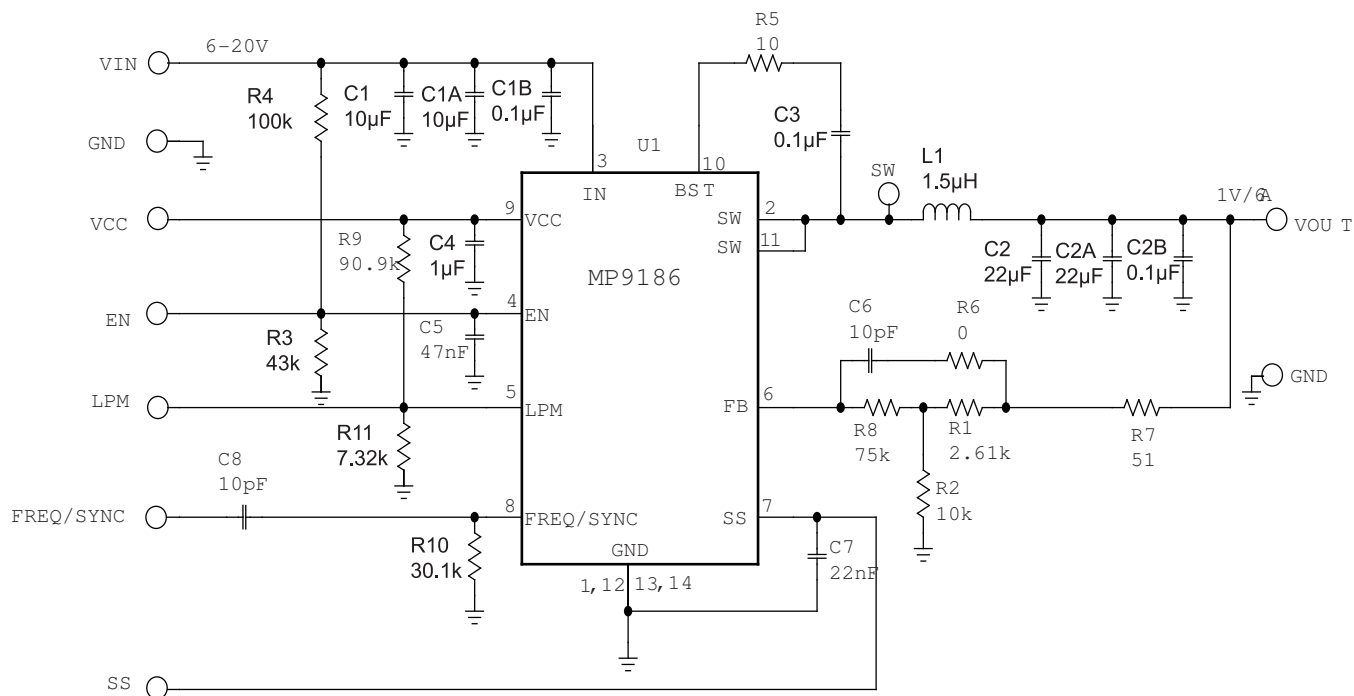 6-20V
VIN
R4
100k
C1
10µF
C1A
10µF
C1B
0.1µF
R5
10
C3
0.1µF
GND
U1
3
10
IN
BST
SW
L1
1.5µH
VCC
9
VCC
SW
2
SW
11
1V/6A
VOUT
R9
90.9k
C4
1µF
MP9186
C2
22µF
C2A
22µF
C2B
0.1µF
EN
4
EN
R3
43k
C5
47nF
C6
10pF
R6
0
GND
LPM
5
LPM
FB
6
R11
7.32k
R8
75k
R1
2.61k
R7
51
C8
10pF
R2
10k
FREQ/SYNC
8
FREQ/SYNC
SS
7
R10
30.1k
GND
C7
22nF
1,12
13,14
SS